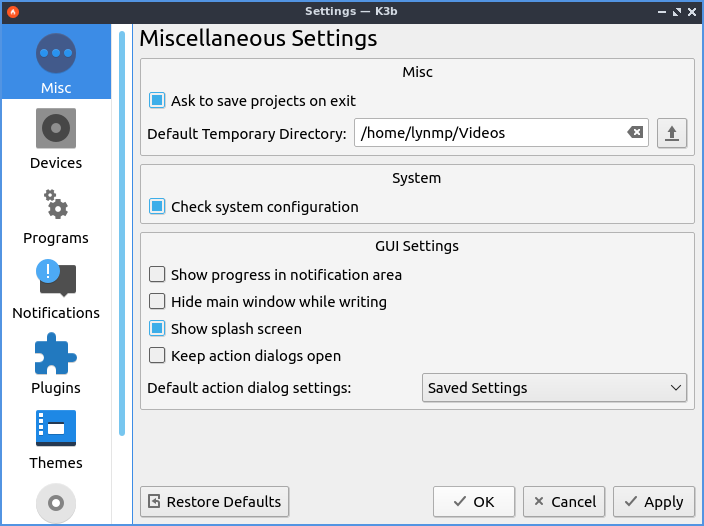 Settings — K3b
Misc
Devices
Programs
Notifications
Plugins
Themes
Miscellaneous Settings
Misc
Ask to save projects on exit
Default Temporary Directory: /home/lynmp/Videos
System
Check system configuration
GUI Settings
Show progress in notification area
Hide main window while writing
Show splash screen
Keep action dialogs open
Default action dialog settings: Saved Settings
Restore Defaults OK Cancel Apply